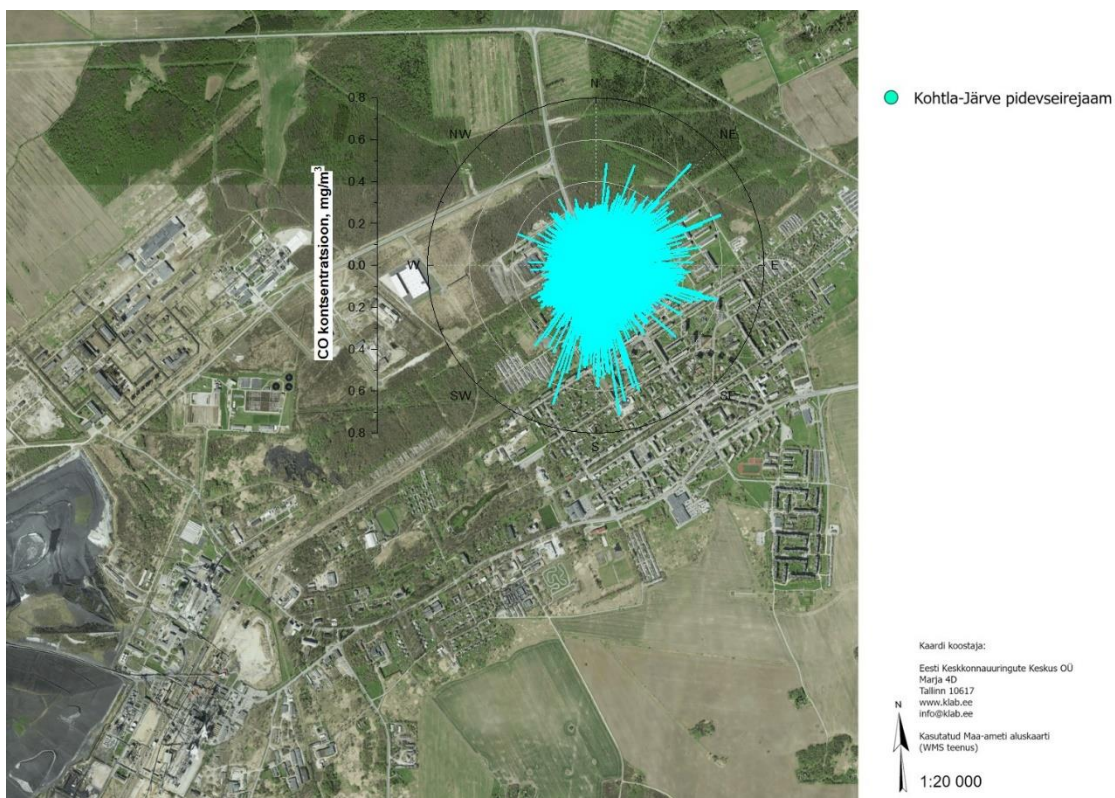 N
NE
E
SE
S
SW
W
NW
CO kontsentratsioon, mg/m³
0.8
0.6
0.4
0.2
0.0
0.2
0.4
0.6
0.8
Kohtla-Järve pidevseirejaam
Kaardi koostaja:
Eesti Keskkonnauuringute Keskus OÜ
Marja 4D
Tallinn 10617
www.klab.ee
info@klab.ee
Kasutatud Maa-ameti aluskaarti
(WMS teenus)
N
1:20 000